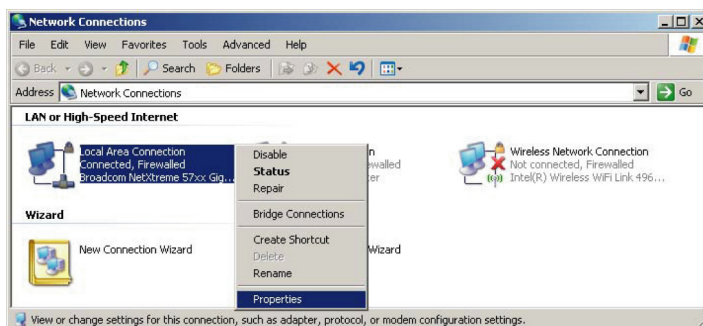 Network Connections
File Edit View Favorites Tools Advanced Help
Back Search Folders
Address Network Connections Go
LAN or High-Speed Internet
Local Area Connection
Connected, Firewalled
Broadcom NetXtreme 57xx Gig...
Disable
Status
Repair
Bridge Connections
Create Shortcut
Delete
Rename
Properties
n
ewalled
ter
Wireless Network Connection
Not connected, Firewalled
Intel(R) Wireless WiFi Link 496...
Wizard
New Connection Wizard
Wizard
View or change settings for this connection, such as adapter, protocol, or modem configuration settings.